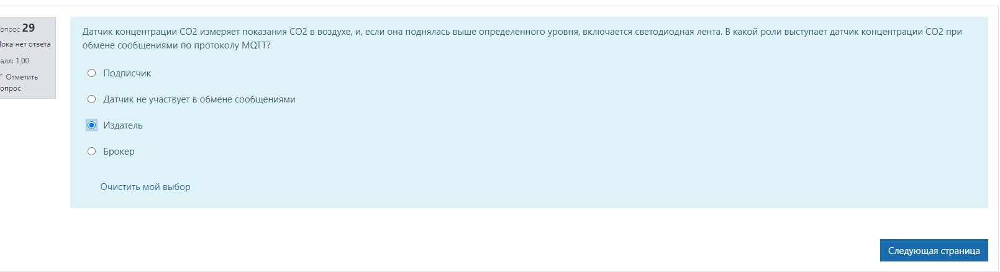 опрос 29
Пока нет ответа
алл: 1,00
Отметить
опрос
Датчик концентрации CO2 измеряет показания CO2 в воздухе, и, если она поднялась выше определенного уровня, включается светодиодная лента. В какой роли выступает датчик концентрации CO2 при
обмене сообщениями по протоколу MQTT?
Подписчик
Датчик не участвует в обмене сообщениями
Издатель
Брокер
Очистить мой выбор
Следующая страница